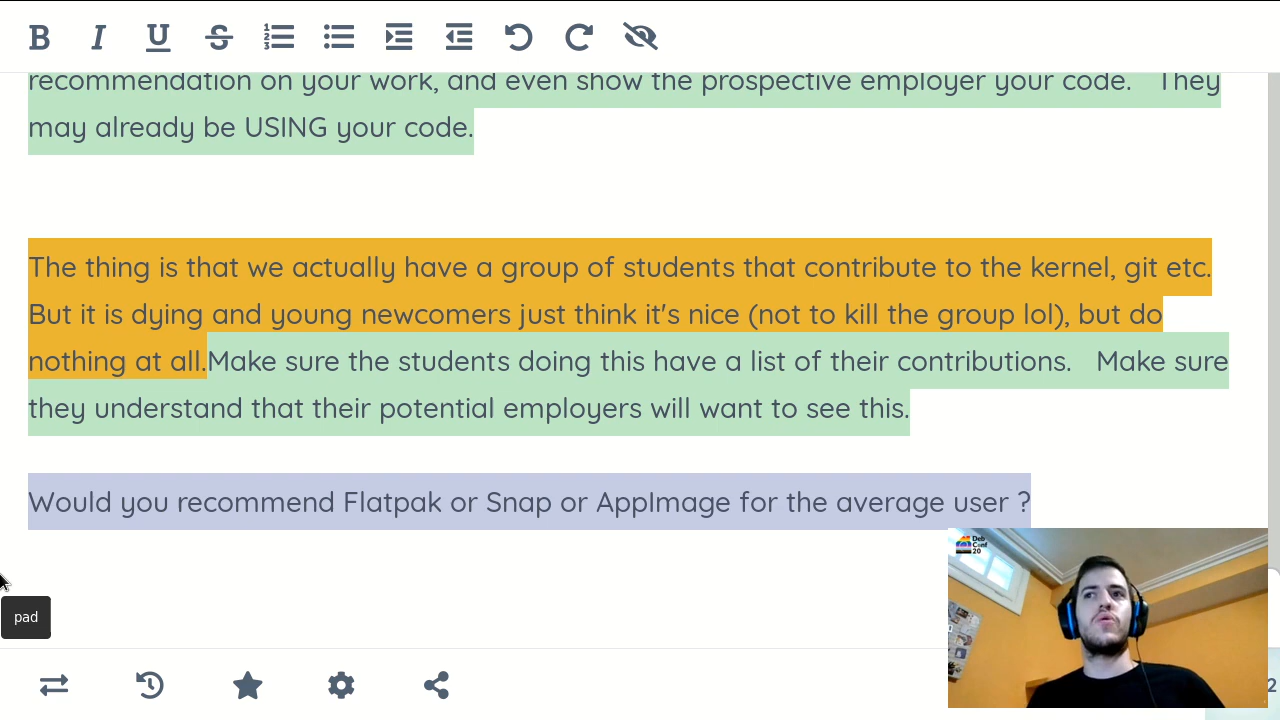 recommendation on your work, and even show the prospective employer your code. They
may already be USING your code.
The thing is that we actually have a group of students that contribute to the kernel, git etc.
But it is dying and young newcomers just think it's nice (not to kill the group lol), but do
nothing at all.Make sure the students doing this have a list of their contributions. Make sure
they understand that their potential employers will want to see this.
Would you recommend Flatpak or Snap or AppImage for the average user ?
Deb
Conf
20
pad
2